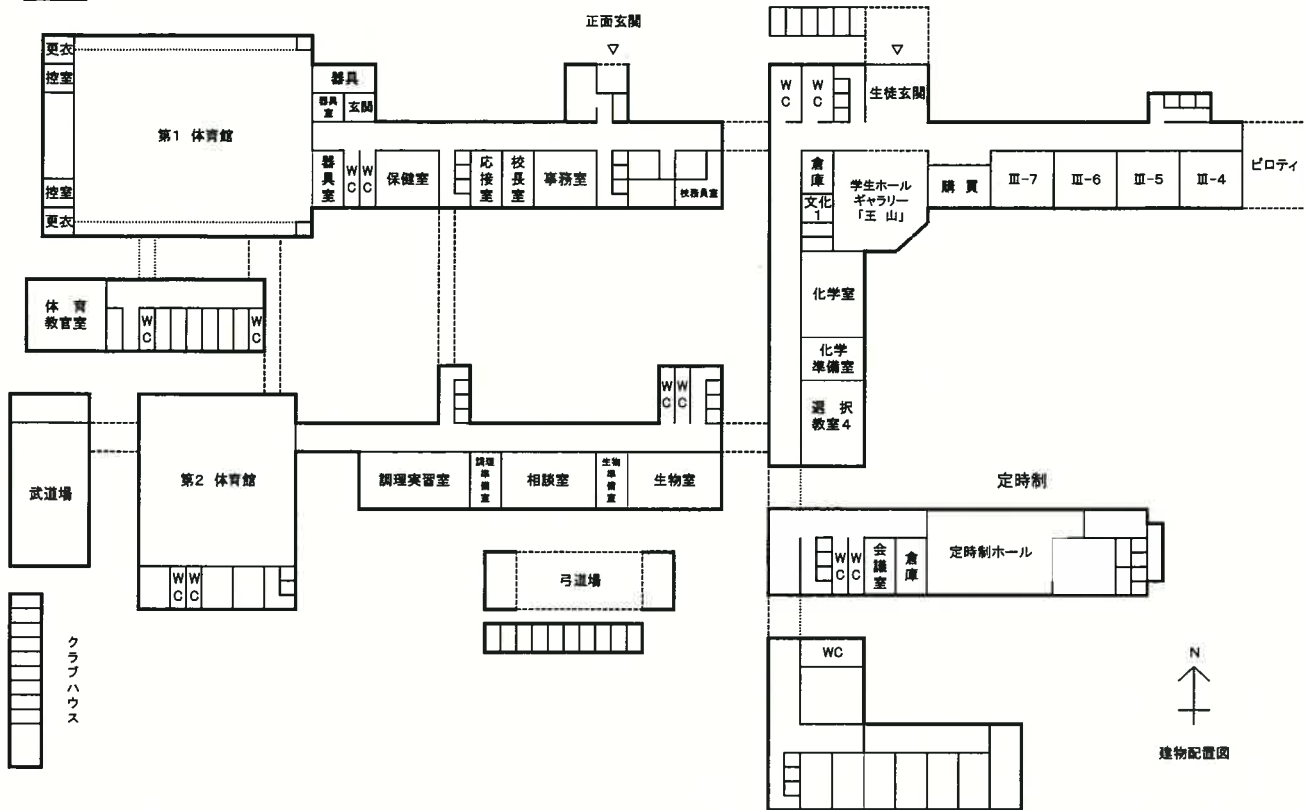 正面玄関
更衣
控室
第1 体育館
控室
更衣
器具
器具室
玄関
器具室
WC
WC
保健室
応接室
校長室
事務室
校務員室
WC
WC
生徒玄関
倉庫
文化1
学生ホール
ギャラリー
「王山」
購買
Ⅲ-7
Ⅲ-6
Ⅲ-5
Ⅲ-4
ピロティ
化学室
化学
準備室
選択
教室4
体育
教官室
WC
WC
武道場
第2 体育館
WC
WC
WC
WC
調理実習室
調理準備室
相談室
生物準備室
生物室
弓道場
クラブハウス
定時制
WC
WC
会議室
倉庫
定時制ホール
WC
N
建物配置図